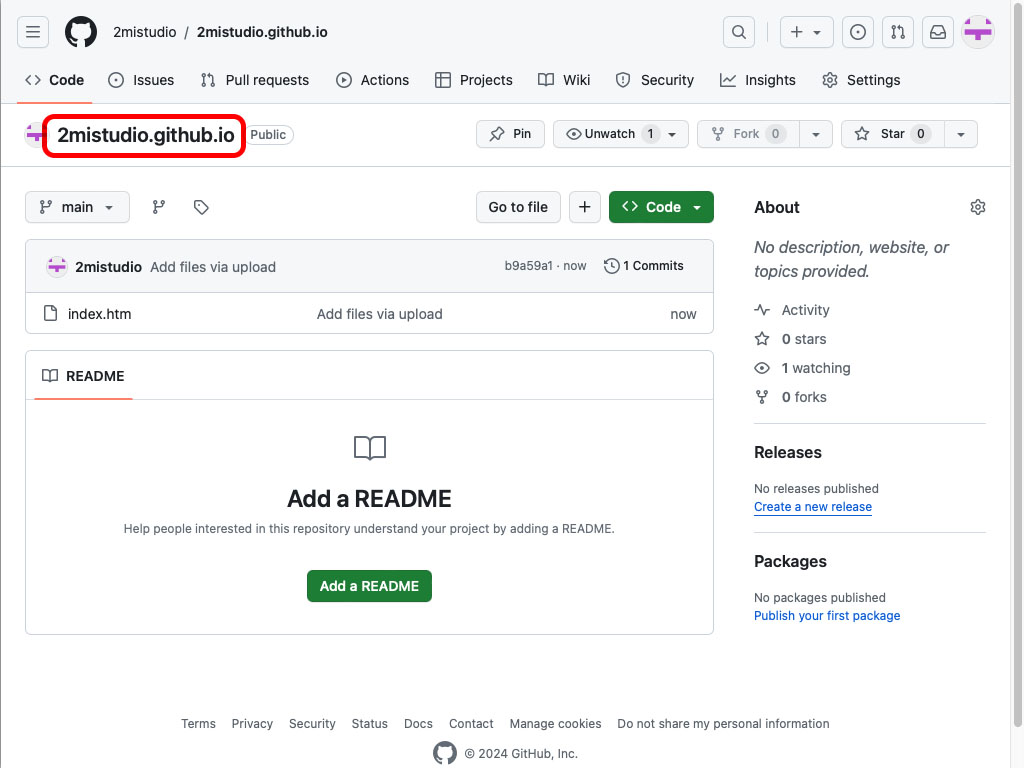 2mistudio / 2mistudio.github.io
Code Issues Pull requests Actions Projects Wiki Security Insights Settings
2mistudio.github.io Public
Pin Unwatch 1 Fork 0 Star 0
main Go to file + Code
2mistudio Add files via upload b9a59a1 · now 1 Commits
index.htm Add files via upload now
README
Add a README
Help people interested in this repository understand your project by adding a README.
Add a README
About
No description, website, or
topics provided.
Activity
0 stars
1 watching
0 forks
Releases
No releases published
Create a new release
Packages
No packages published
Publish your first package
Terms Privacy Security Status Docs Contact Manage cookies Do not share my personal information
© 2024 GitHub, Inc.